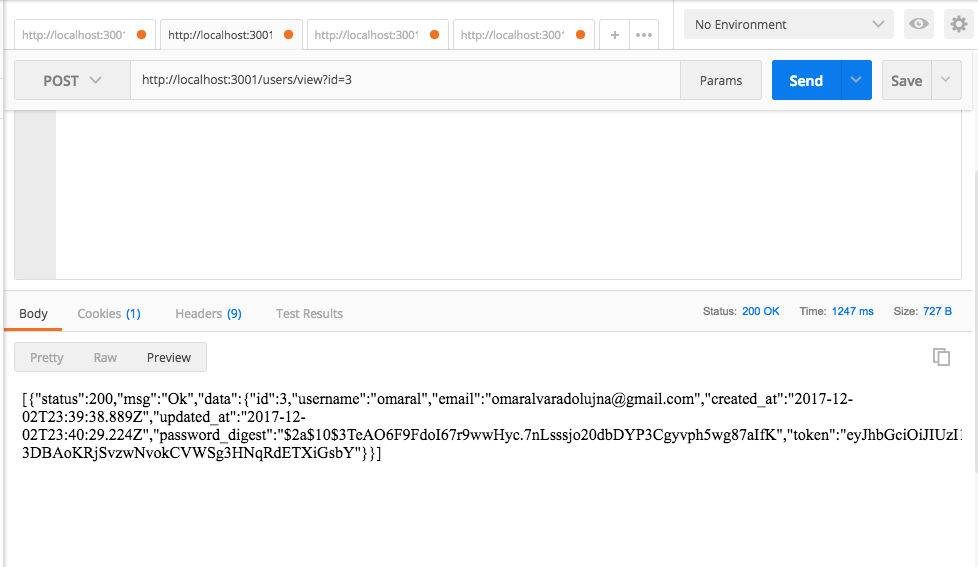 http://localhost:3001 http://localhost:3001 http://localhost:3001 http://localhost:3001 + ••• No Environment
POST http://localhost:3001/users/view?id=3 Params Send Save
Body Cookies (1) Headers (9) Test Results Status: 200 OK Time: 1247 ms Size: 727 B
Pretty Raw Preview
[{"status":200,"msg":"Ok","data":{"id":3,"username":"omaral","email":"omaralvaradolujna@gmail.com","created_at":"2017-12-
02T23:39:38.889Z","updated_at":"2017-12-
02T23:40:29.224Z","password_digest":"$2a$10$3TeAO6F9FdoI67r9wwHyc.7nLsssjo20dbDYP3Cgyvph5wg87aIfK","token":"eyJhbGciOiJIUzI1
3DBAoKRjSvzwNvokCVWSg3HNqRdETXiGsbY"}}]